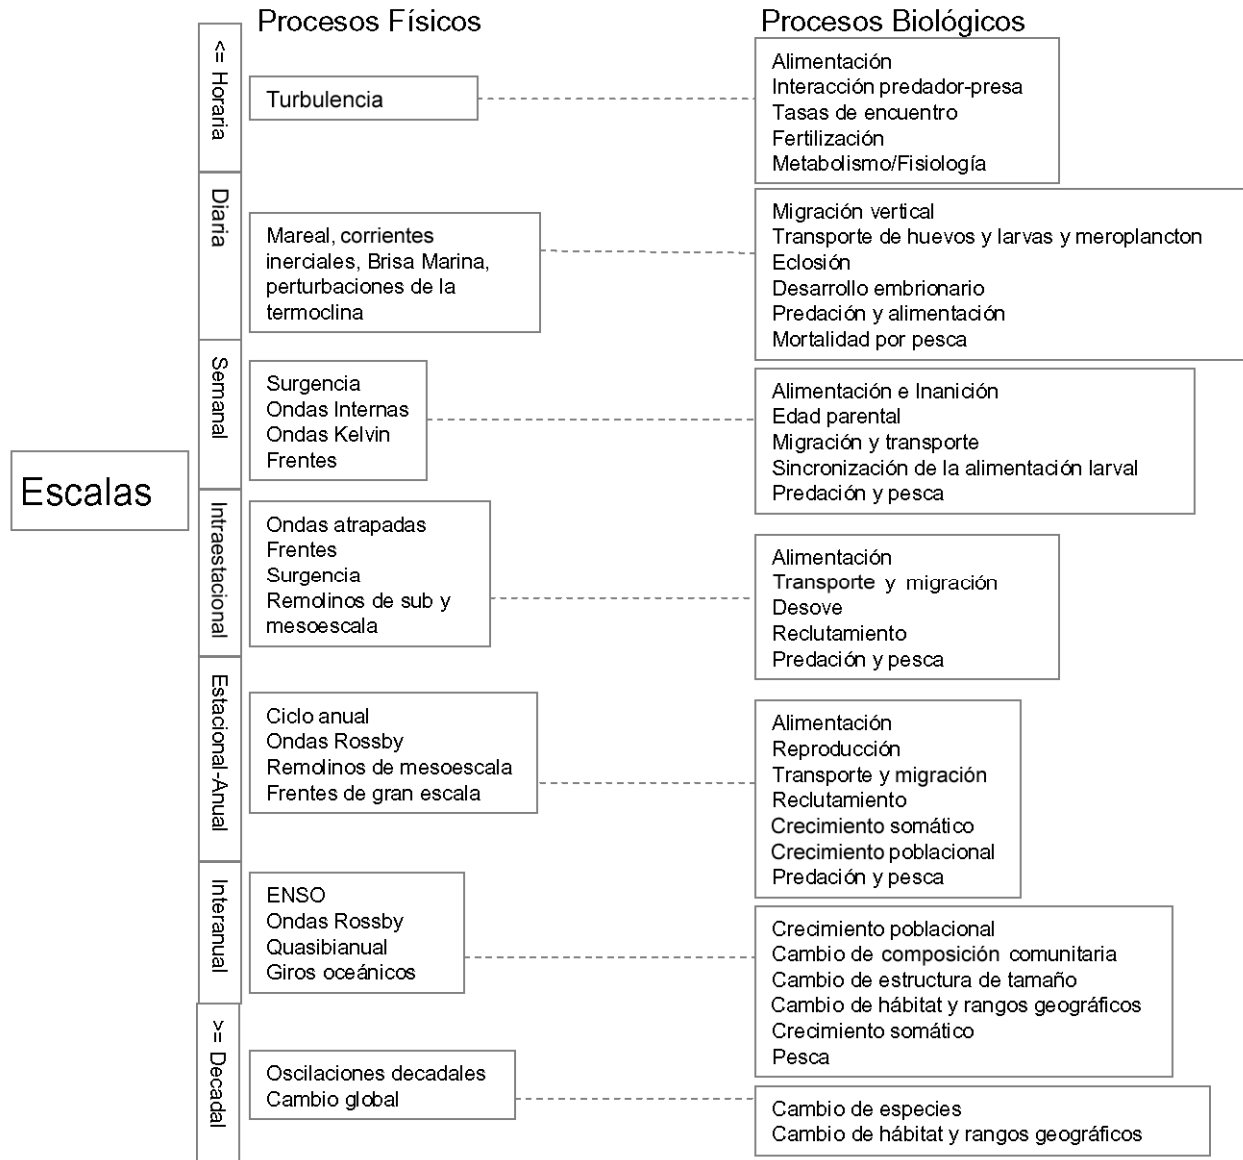 Procesos Físicos
Procesos Biológicos
Escalas
<= Horaria
Turbulencia
Alimentación
Interacción predador-presa
Tasas de encuentro
Fertilización
Metabolismo/Fisiología
Diaria
Mareal, corrientes
inerciales, Brisa Marina,
perturbaciones de la
termoclina
Migración vertical
Transporte de huevos y larvas y meroplancton
Eclosión
Desarrollo embrionario
Predación y alimentación
Mortalidad por pesca
Semanal
Surgencia
Ondas Internas
Ondas Kelvin
Frentes
Alimentación e Inanición
Edad parental
Migración y transporte
Sincronización de la alimentación larval
Predación y pesca
Intraestacional
Ondas atrapadas
Frentes
Surgencia
Remolinos de sub y
mesoescala
Alimentación
Transporte y migración
Desove
Reclutamiento
Predación y pesca
Estacional-Anual
Ciclo anual
Ondas Rossby
Remolinos de mesoescala
Frentes de gran escala
Alimentación
Reproducción
Transporte y migración
Reclutamiento
Crecimiento somático
Crecimiento poblacional
Predación y pesca
Interanual
ENSO
Ondas Rossby
Quasibianual
Giros oceánicos
Crecimiento poblacional
Cambio de composición comunitaria
Cambio de estructura de tamaño
Cambio de hábitat y rangos geográficos
Crecimiento somático
Pesca
>= Decadal
Oscilaciones decadales
Cambio global
Cambio de especies
Cambio de hábitat y rangos geográficos